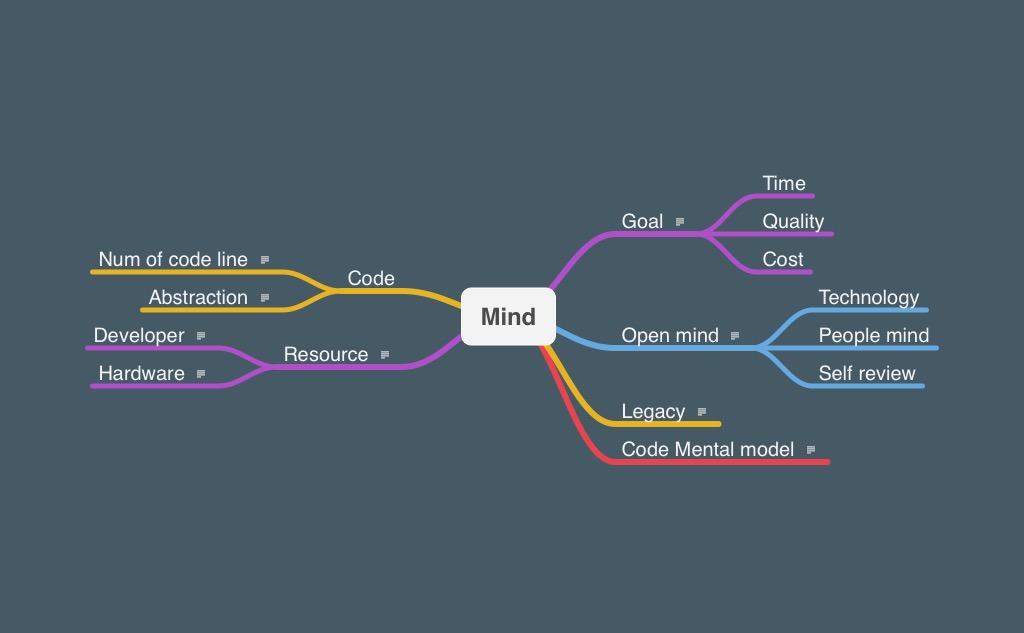 Mind
Goal
Time
Quality
Cost
Open mind
Technology
People mind
Self review
Legacy
Code Mental model
Code
Num of code line
Abstraction
Resource
Developer
Hardware